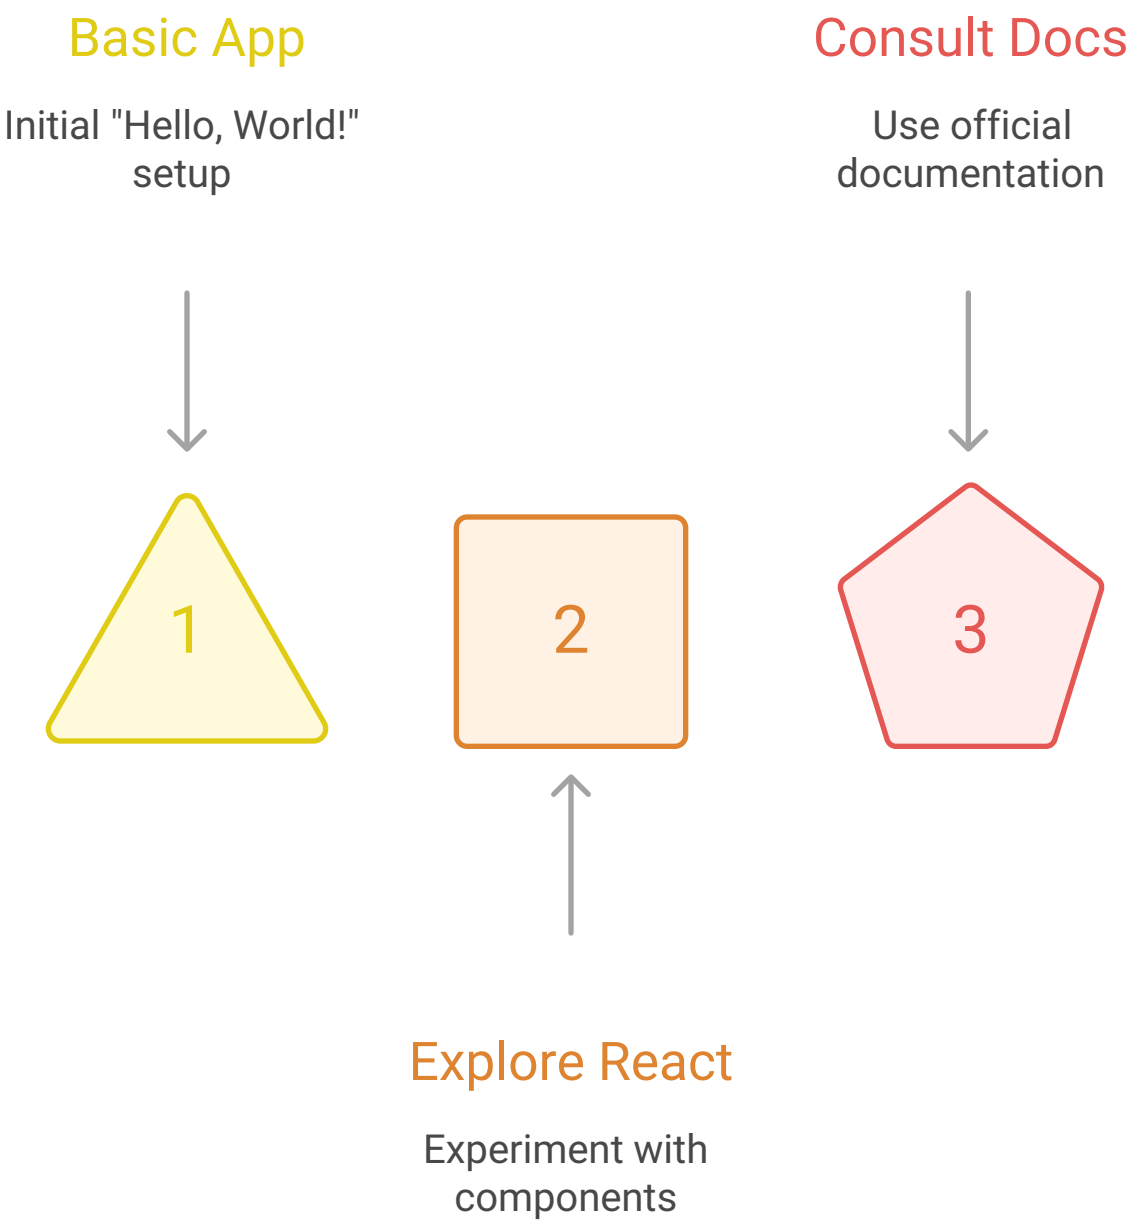 Basic App
Initial "Hello, World!"
setup
Consult Docs
Use official
documentation
1
2
3
Explore React
Experiment with
components